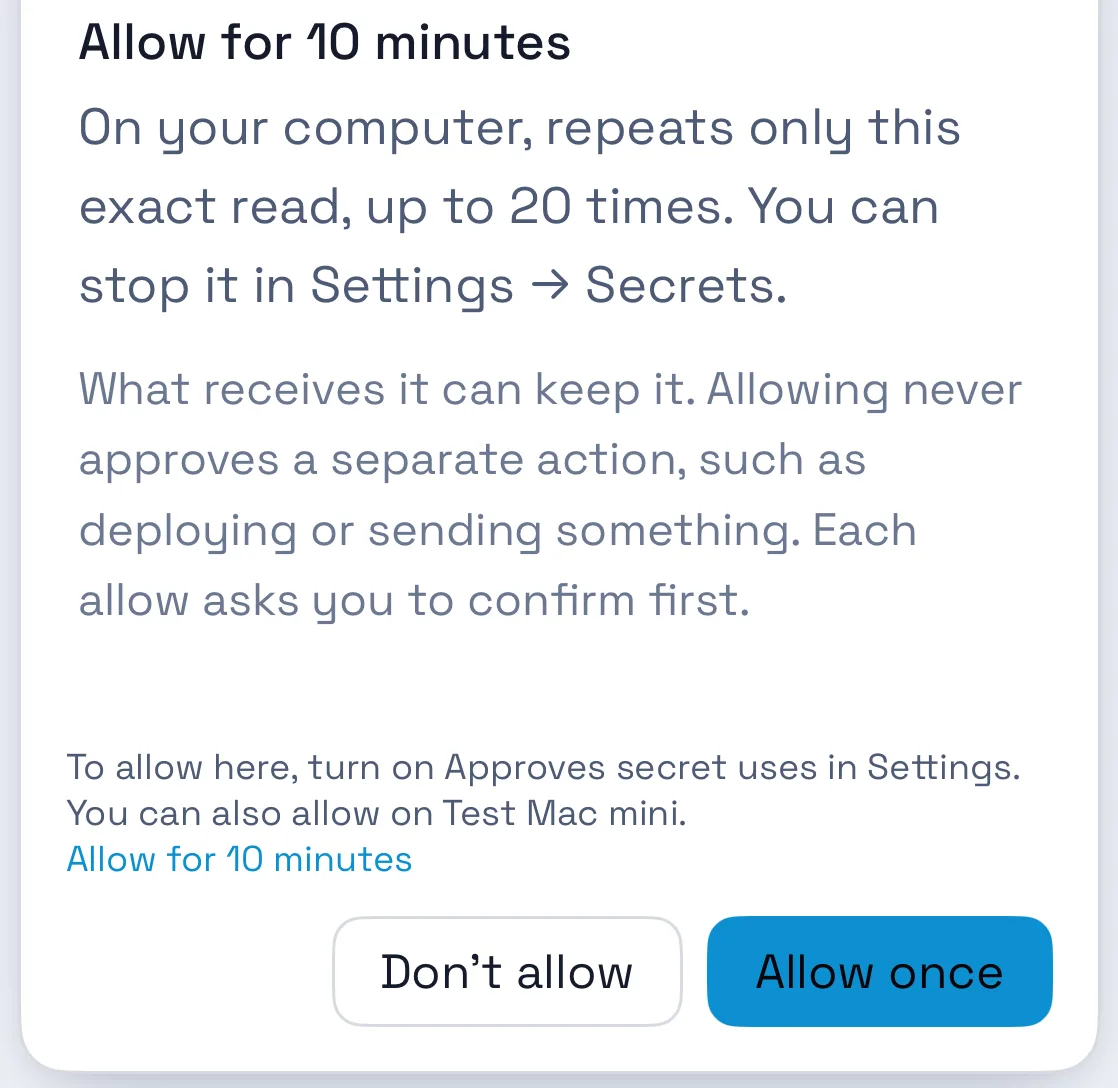 Allow for 10 minutes
On your computer, repeats only this
exact read, up to 20 times. You can
stop it in Settings → Secrets.
What receives it can keep it. Allowing never
approves a separate action, such as
deploying or sending something. Each
allow asks you to confirm first.
To allow here, turn on Approves secret uses in Settings.
You can also allow on Test Mac mini.
Allow for 10 minutes
Don't allow
Allow once